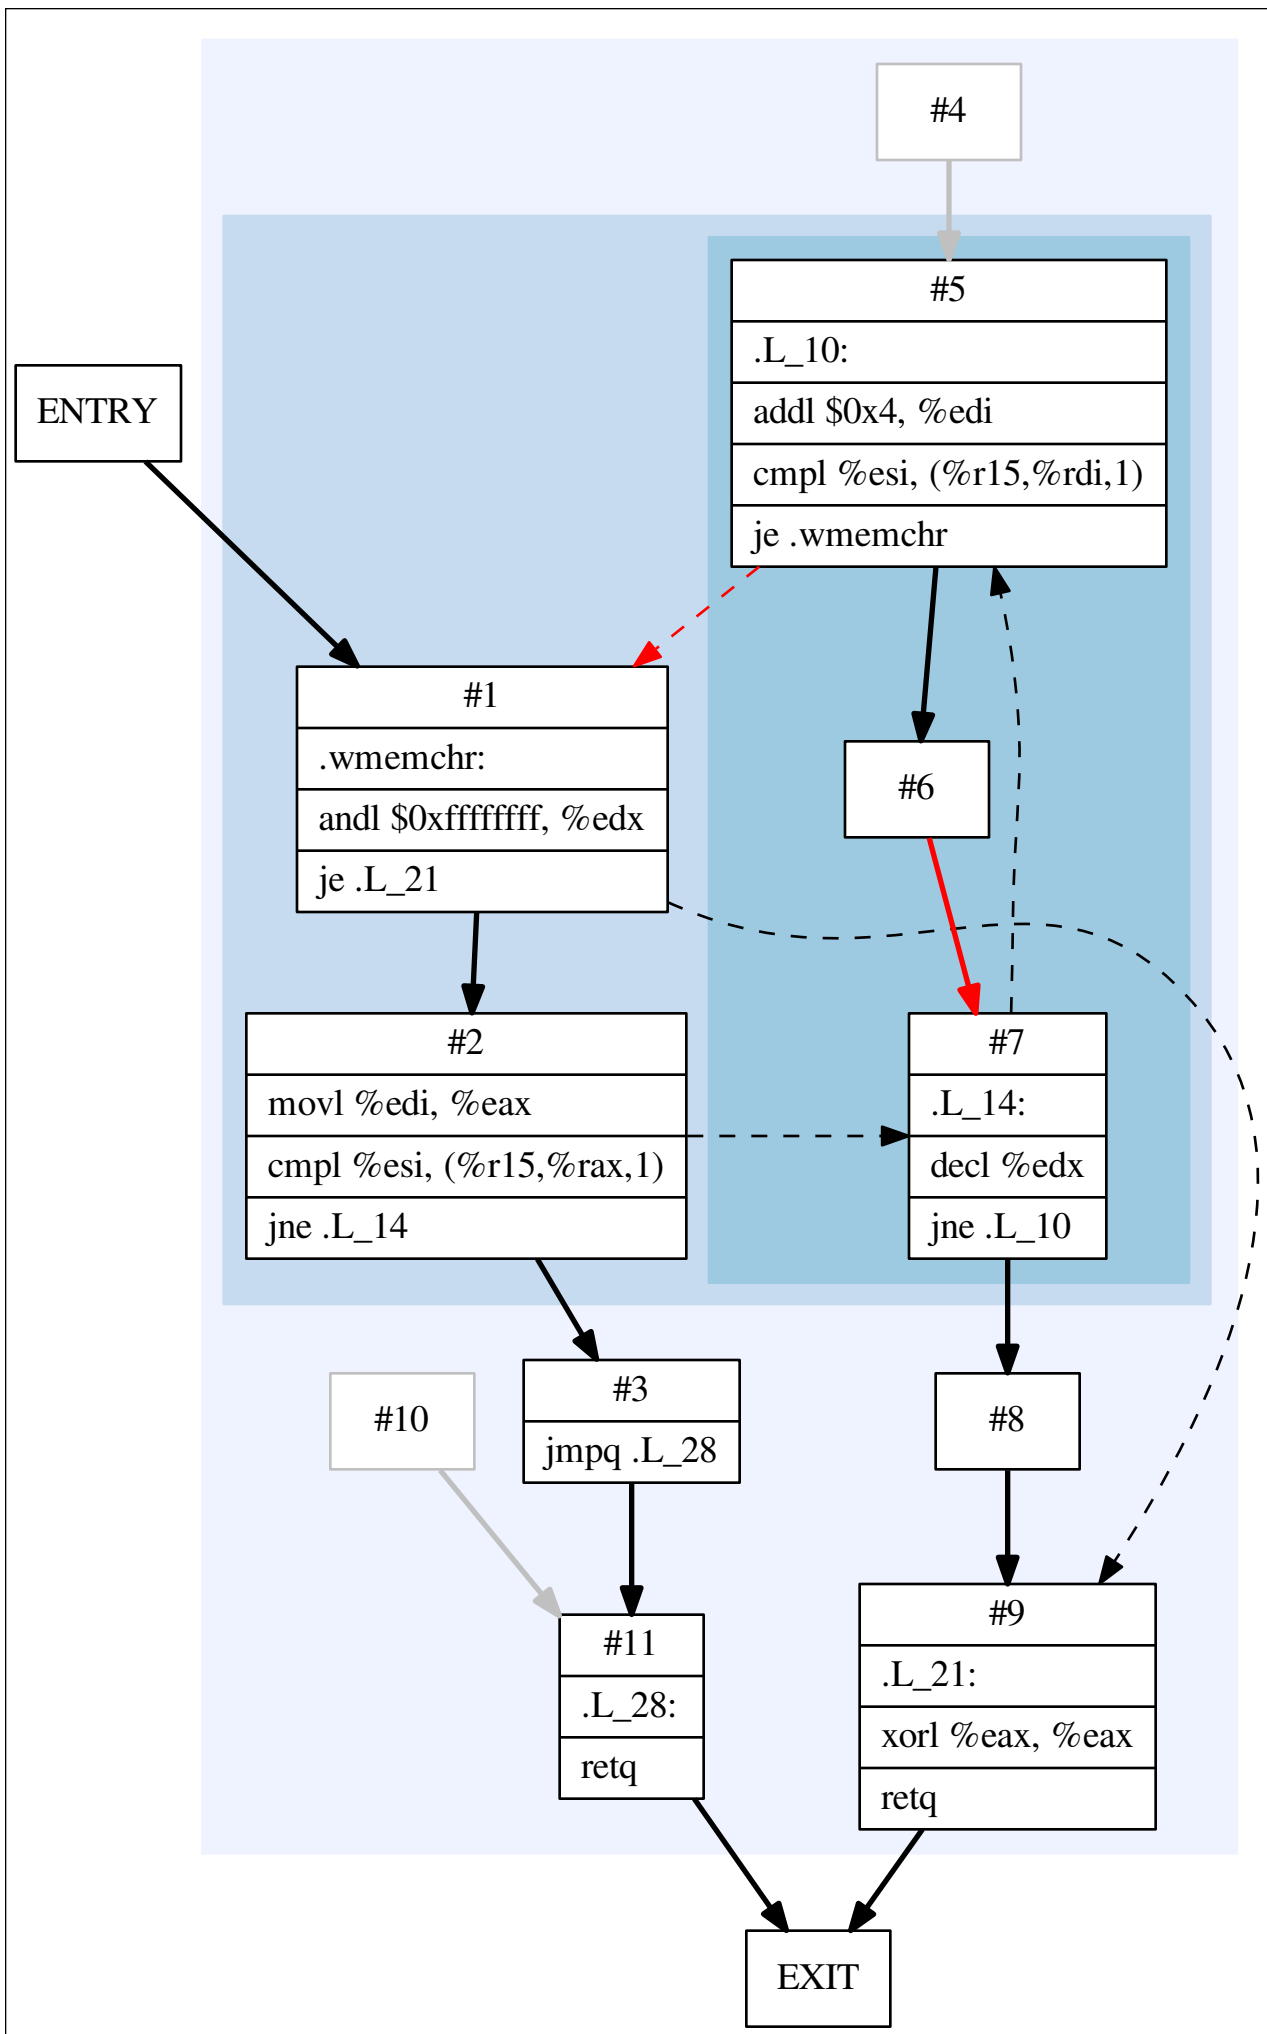 #4
#5
.L_10:
addl $0x4, %edi
cmpl %esi, (%r15,%rdi,1)
je .wmemchr
ENTRY
#1
.wmemchr:
andl $0xffffffff, %edx
je .L_21
#6
#2
movl %edi, %eax
cmpl %esi, (%r15,%rax,1)
jne .L_14
#7
.L_14:
decl %edx
jne .L_10
#3
jmpq .L_28
#10
#8
#11
.L_28:
retq
#9
.L_21:
xorl %eax, %eax
retq
EXIT